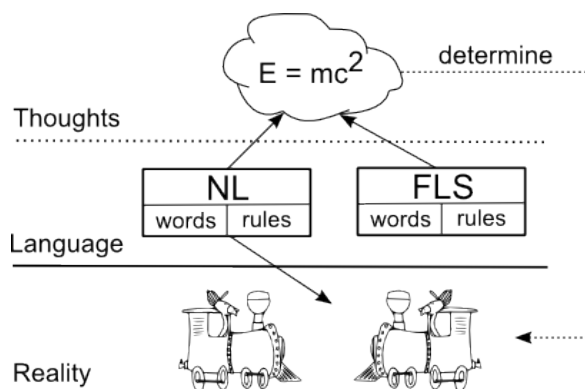 E = mc²
determine
Thoughts
NL
FLS
words rules
words rules
Language
Reality